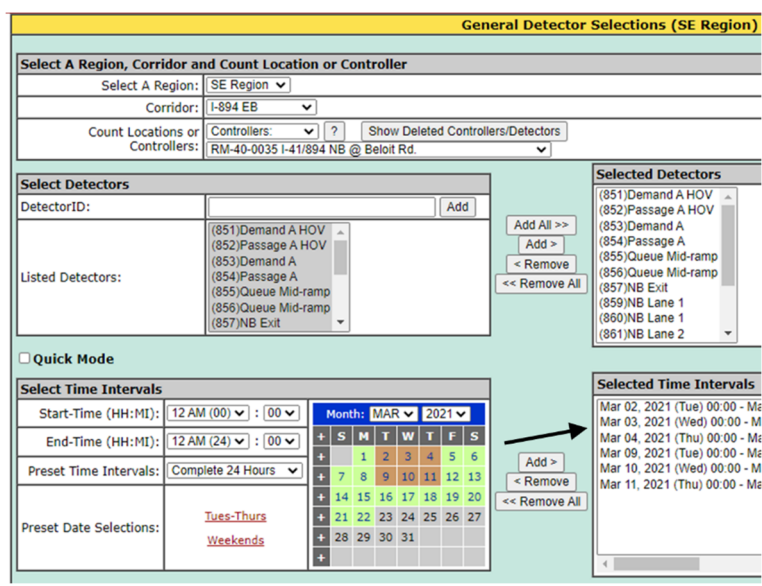 General Detector Selections (SE Region)
Select A Region, Corridor and Count Location or Controller
Select A Region: SE Region
Corridor: I-894 EB
Count Locations or Controllers: Controllers: ? Show Deleted Controllers/Detectors
RM-40-0035 I-41/894 NB @ Beloit Rd.
Select Detectors
DetectorID: Add
Listed Detectors:
(851)Demand A HOV
(852)Passage A HOV
(853)Demand A
(854)Passage A
(855)Queue Mid-ramp
(856)Queue Mid-ramp
(857)NB Exit
Add All >>
Add >
< Remove
<< Remove All
Selected Detectors
(851)Demand A HOV
(852)Passage A HOV
(853)Demand A
(854)Passage A
(855)Queue Mid-ramp
(856)Queue Mid-ramp
(857)NB Exit
(859)NB Lane 1
(860)NB Lane 1
(861)NB Lane 2
Quick Mode
Select Time Intervals
Start-Time (HH:MI): 12 AM (00) : 00
End-Time (HH:MI): 12 AM (24) : 00
Preset Time Intervals: Complete 24 Hours
Preset Date Selections:
Tues-Thurs
Weekends
Month: MAR 2021
+ S M T W T F S
+ 1 2 3 4 5 6
+ 7 8 9 10 11 12 13
+ 14 15 16 17 18 19 20
+ 21 22 23 24 25 26 27
+ 28 29 30 31
+
Add >
< Remove
<< Remove All
Selected Time Intervals
Mar 02, 2021 (Tue) 00:00 - Ma
Mar 03, 2021 (Wed) 00:00 - M
Mar 04, 2021 (Thu) 00:00 - Ma
Mar 09, 2021 (Tue) 00:00 - Ma
Mar 10, 2021 (Wed) 00:00 - M
Mar 11, 2021 (Thu) 00:00 - Ma